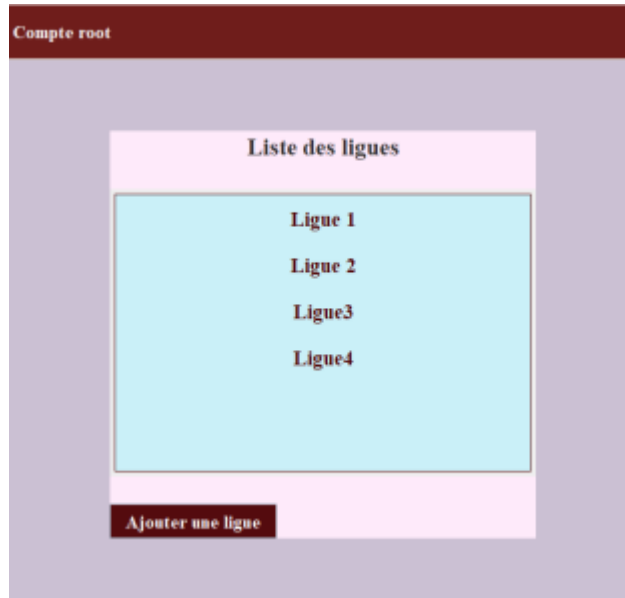 Compte root
Liste des ligues
Ligue 1
Ligue 2
Ligue3
Ligue4
Ajouter une ligue